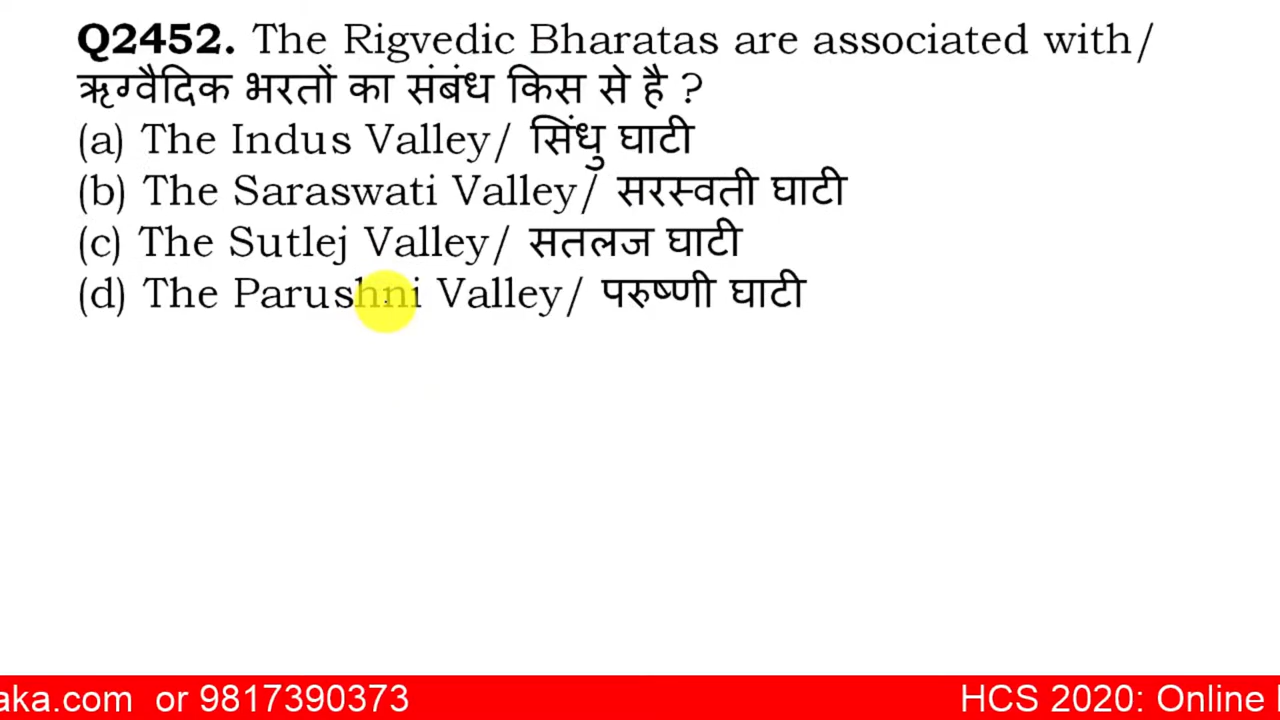 Q2452. The Rigvedic Bharatas are associated with/
ऋग्वैदिक भरतों का संबंध किस से है ?
(a) The Indus Valley/ सिंधु घाटी
(b) The Saraswati Valley/ सरस्वती घाटी
(c) The Sutlej Valley/ सतलज घाटी
(d) The Parushni Valley/ परुष्णी घाटी
aka.com or 9817390373 HCS 2020: Online